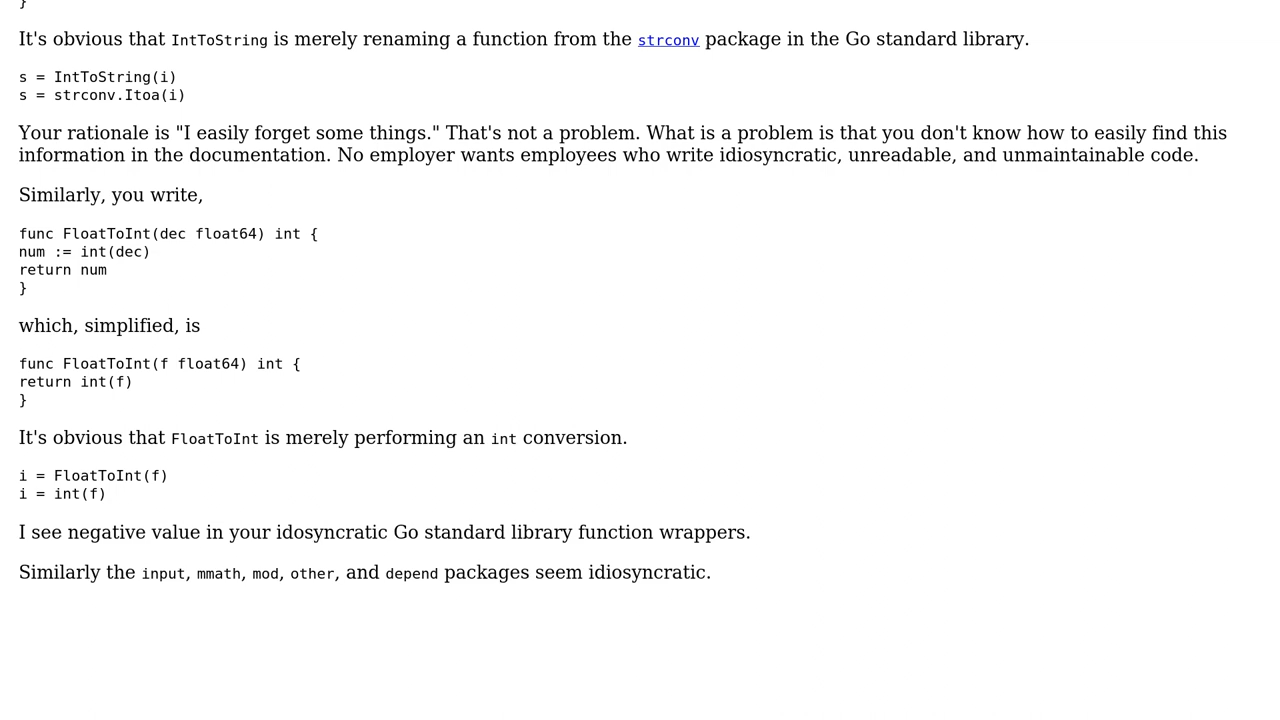 }
It's obvious that IntToString is merely renaming a function from the strconv package in the Go standard library.
s = IntToString(i)
s = strconv.Itoa(i)
Your rationale is "I easily forget some things." That's not a problem. What is a problem is that you don't know how to easily find this
information in the documentation. No employer wants employees who write idiosyncratic, unreadable, and unmaintainable code.
Similarly, you write,
func FloatToInt(dec float64) int {
num := int(dec)
return num
}
which, simplified, is
func FloatToInt(f float64) int {
return int(f)
}
It's obvious that FloatToInt is merely performing an int conversion.
i = FloatToInt(f)
i = int(f)
I see negative value in your idosyncratic Go standard library function wrappers.
Similarly the input, mmath, mod, other, and depend packages seem idiosyncratic.